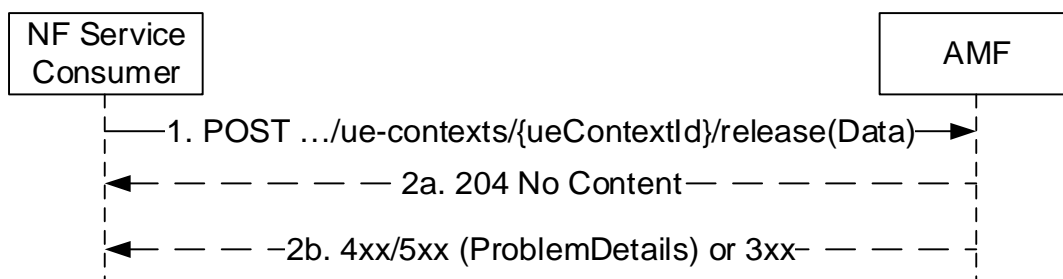 NF Service
Consumer
AMF
1. POST …/ue-contexts/{ueContextId}/release(Data)
2a. 204 No Content
2b. 4xx/5xx (ProblemDetails) or 3xx